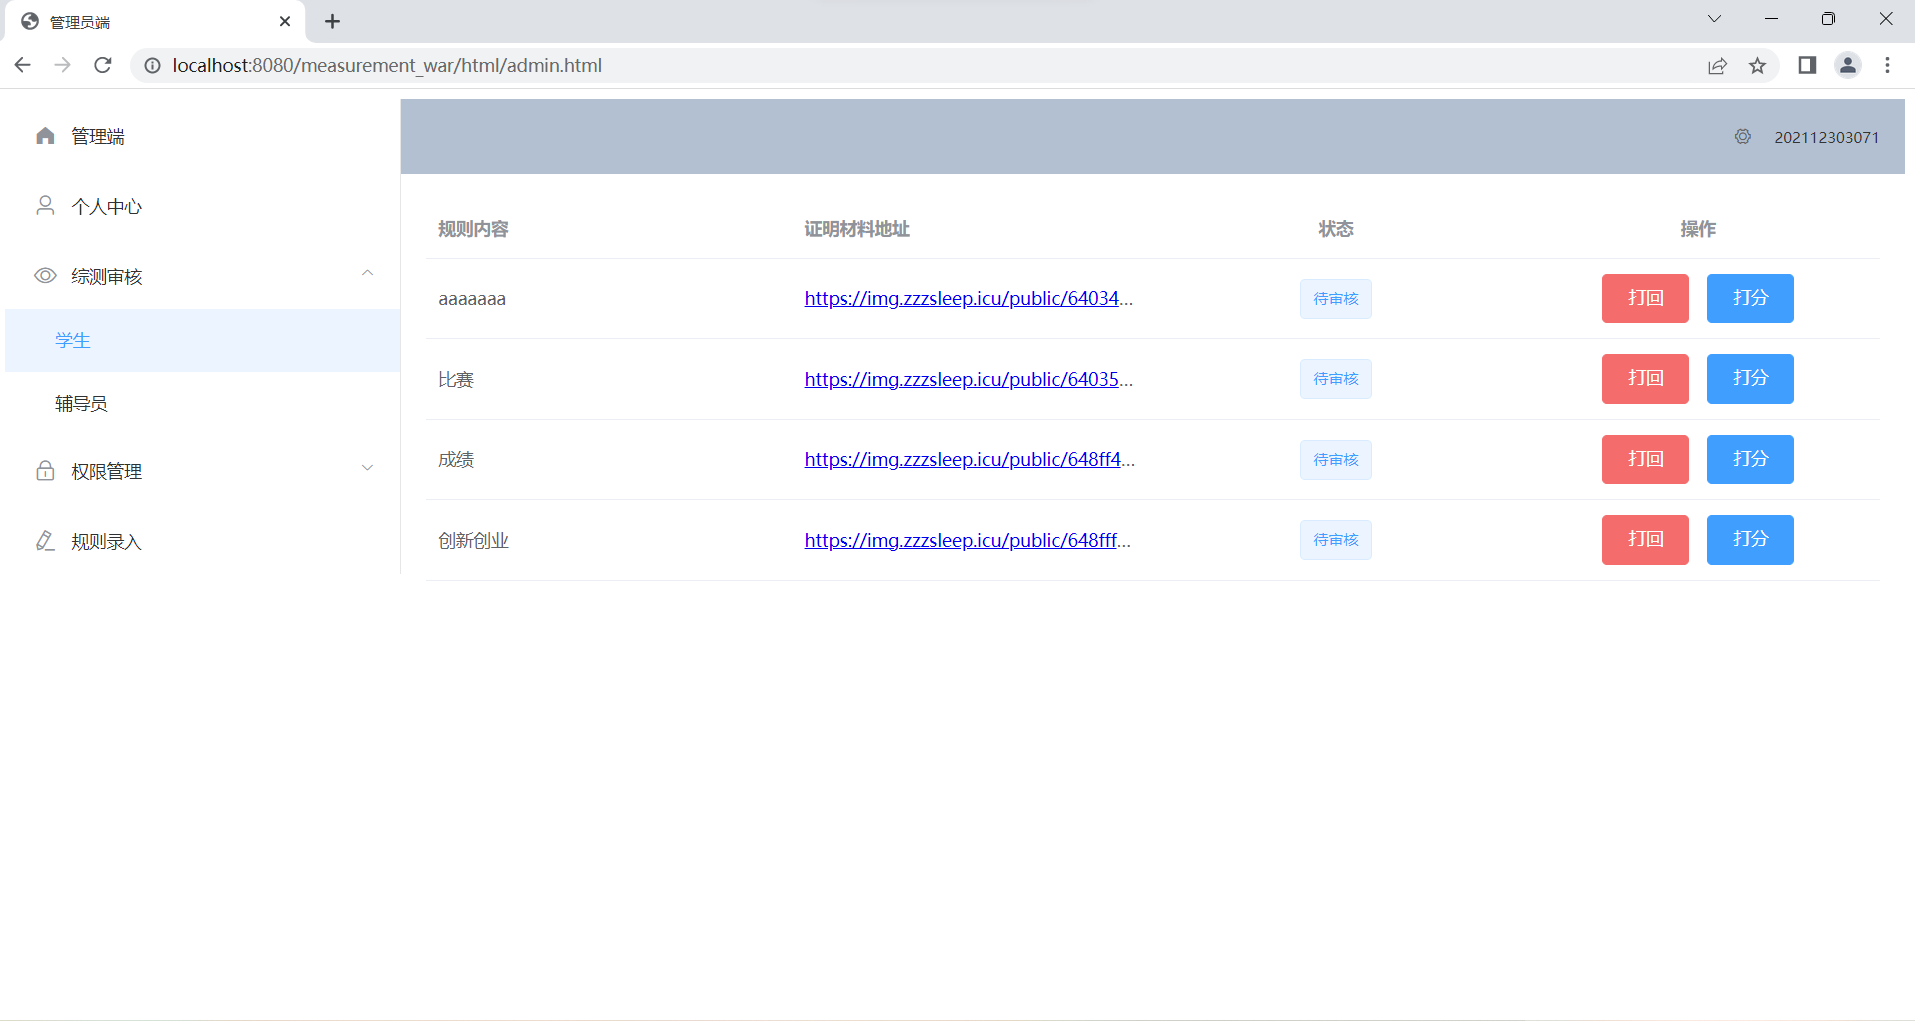 管理员端
localhost:8080/measurement_war/html/admin.html
管理端
202112303071
个人中心
综测审核
学生
辅导员
权限管理
规则录入
规则内容 证明材料地址 状态 操作
aaaaaaa https://img.zzzsleep.icu/public/64034... 待审核 打回 打分
比赛 https://img.zzzsleep.icu/public/64035... 待审核 打回 打分
成绩 https://img.zzzsleep.icu/public/648ff4... 待审核 打回 打分
创新创业 https://img.zzzsleep.icu/public/648fff... 待审核 打回 打分